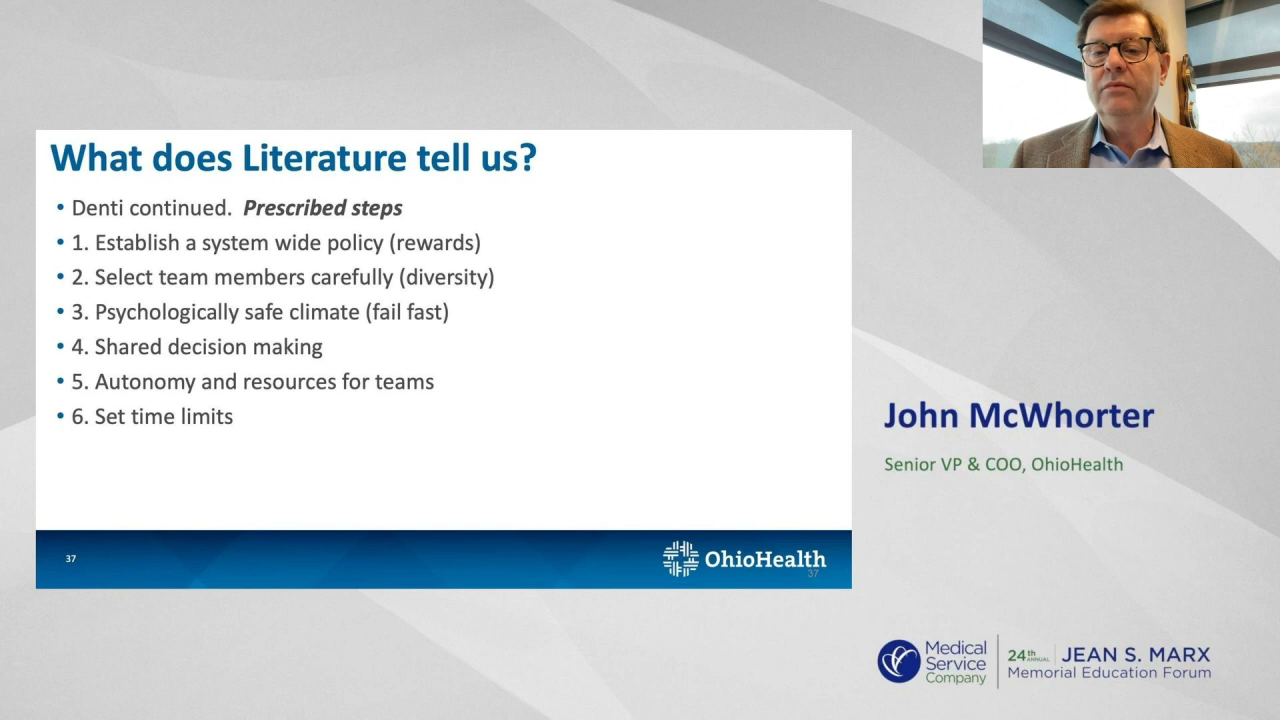 What does Literature tell us?
• Denti continued. Prescribed steps
• 1. Establish a system wide policy (rewards)
• 2. Select team members carefully (diversity)
• 3. Psychologically safe climate (fail fast)
• 4. Shared decision making
• 5. Autonomy and resources for teams
• 6. Set time limits
37
OhioHealth
37
John McWhorter
Senior VP & COO, OhioHealth
Medical
Service
Company
24th ANNUAL
JEAN S. MARX
Memorial Education Forum